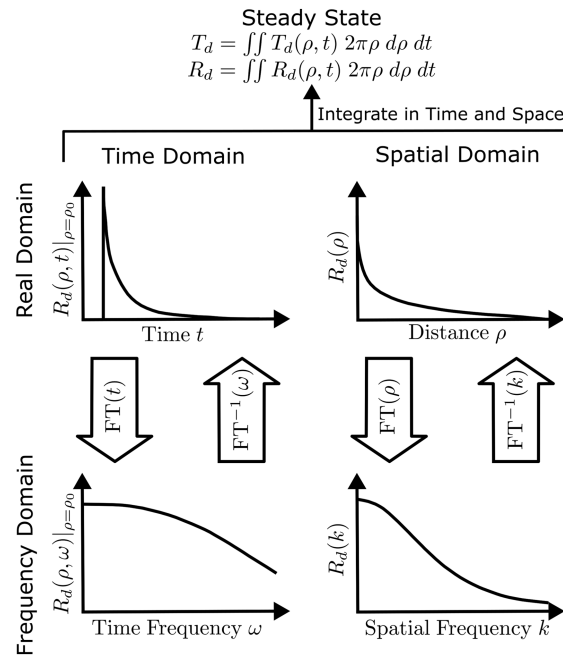 Steady State
T_d = ∬ T_d(ρ, t) 2πρ dρ dt
R_d = ∬ R_d(ρ, t) 2πρ dρ dt
Integrate in Time and Space
Time Domain
Spatial Domain
Real Domain
R_d(ρ, t)|_{ρ=ρ_0}
Time t
R_d(ρ)
Distance ρ
FT(t)
FT^{-1}(ω)
FT(ρ)
FT^{-1}(k)
Frequency Domain
R_d(ρ, ω)|_{ρ=ρ_0}
Time Frequency ω
R_d(k)
Spatial Frequency k